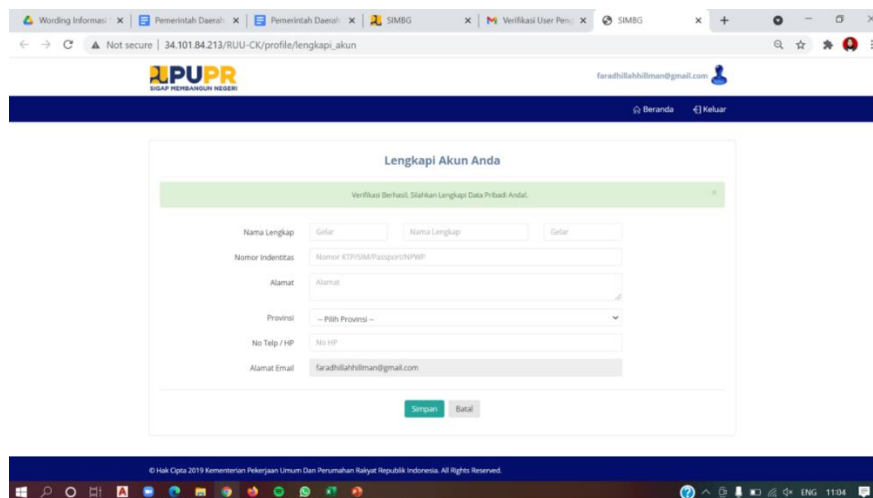 Wording Informasi
Pemerintah Daerah
Pemerintah Daerah
SIMBG
Verifikasi User Peng
SIMBG
Not secure | 34.101.84.213/RUU-CK/profile/lengkapi_akun
PUPR
SIGAP MEMBANGUN NEGERI
faradhillahhillman@gmail.com
Beranda
Keluar
Lengkapi Akun Anda
Verifikasi Berhasil, Silahkan Lengkapi Data Pribadi Anda!.
Nama Lengkap Gelar Nama Lengkap Gelar
Nomor Indentitas Nomor KTP/SIM/Passport/NPWP
Alamat Alamat
Provinsi -- Pilih Provinsi --
No Telp / HP No HP
Alamat Email faradhillahhillman@gmail.com
Simpan Batal
© Hak Cipta 2019 Kementerian Pekerjaan Umum Dan Perumahan Rakyat Republik Indonesia. All Rights Reserved.
ENG 11:04